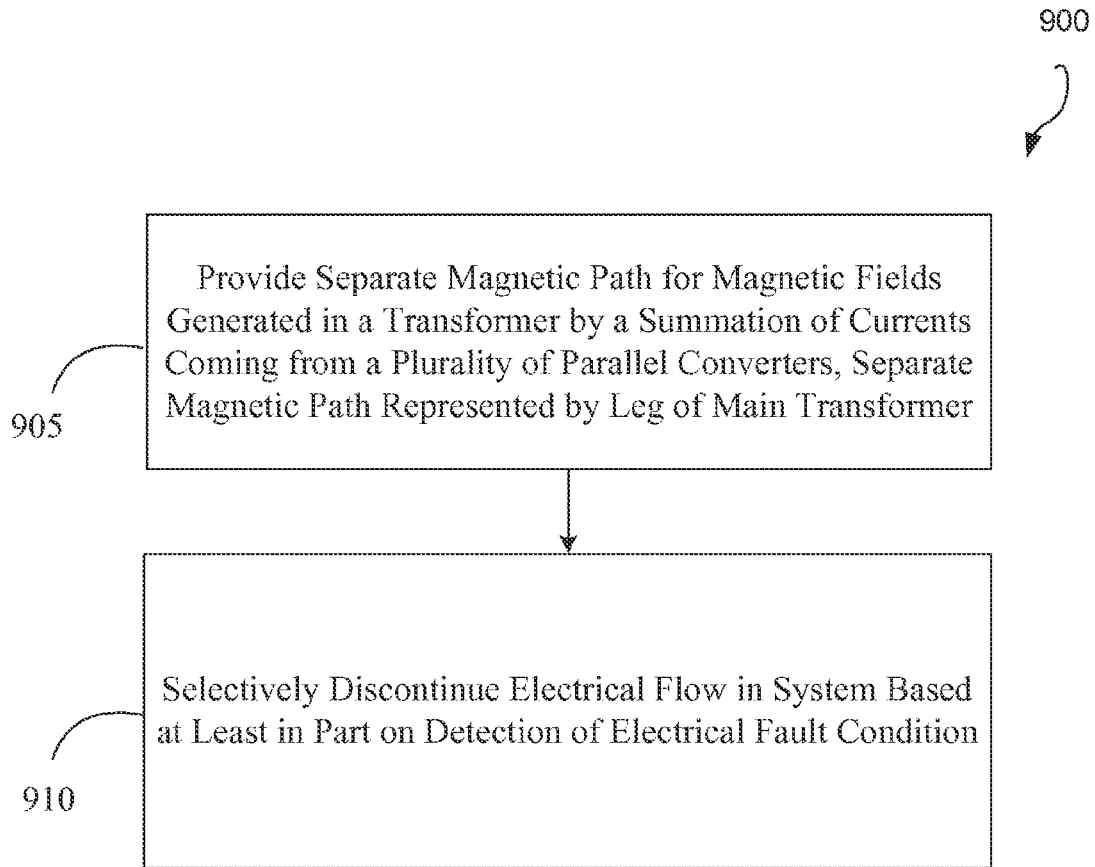 900
Provide Separate Magnetic Path for Magnetic Fields
Generated in a Transformer by a Summation of Currents
Coming from a Plurality of Parallel Converters, Separate
Magnetic Path Represented by Leg of Main Transformer
905
Selectively Discontinue Electrical Flow in System Based
at Least in Part on Detection of Electrical Fault Condition
910